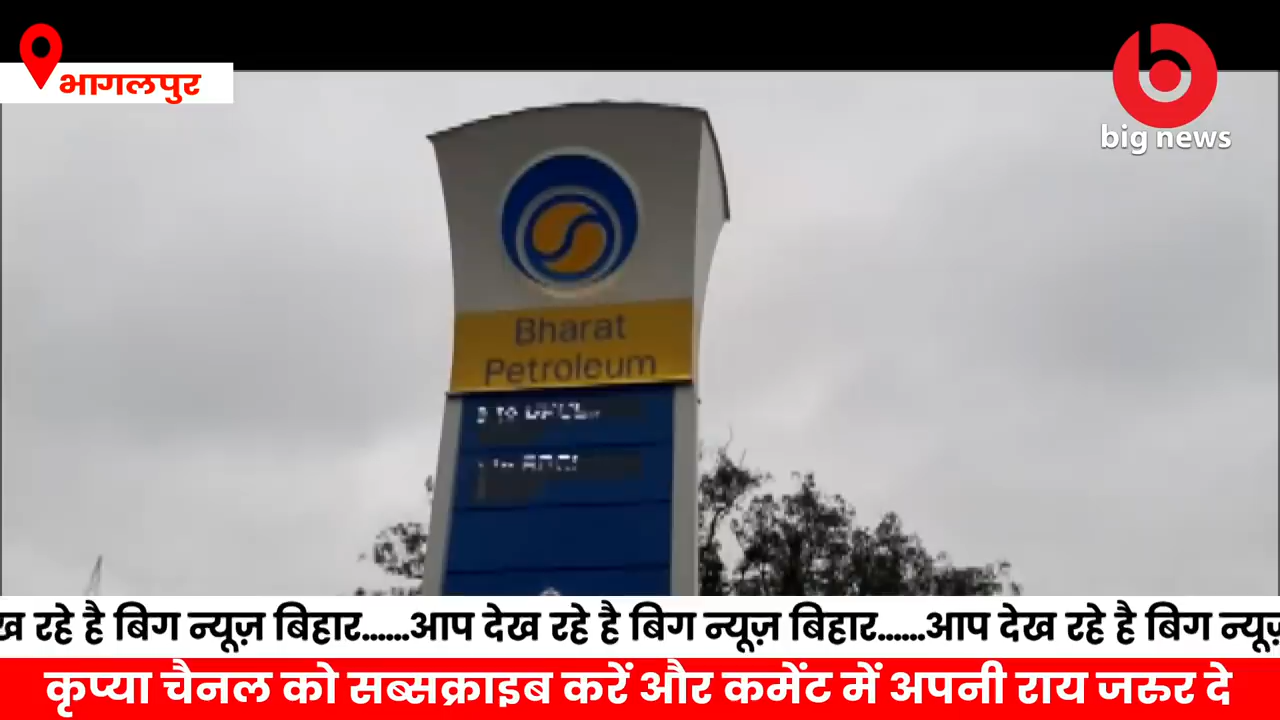 भागलपुर
big news
Bharat
Petroleum
रहे है बिग न्यूज़ बिहार......आप देख रहे है बिग न्यूज़ बिहार......आप देख रहे है बिग न्यूज़
कृप्या चैनल को सब्सक्राइब करें और कमेंट में अपनी राय जरुर दे